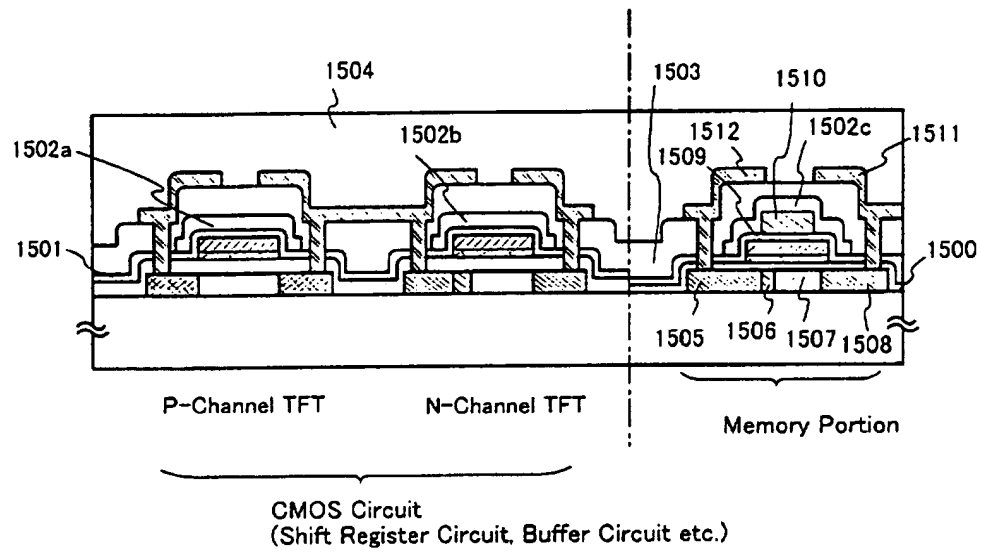 1504
1503
1510
1502a
1502b
1512
1502c
1511
1509
1501
1500
1505
1506
1507
1508
P-Channel TFT
N-Channel TFT
Memory Portion
CMOS Circuit
(Shift Register Circuit, Buffer Circuit etc.)